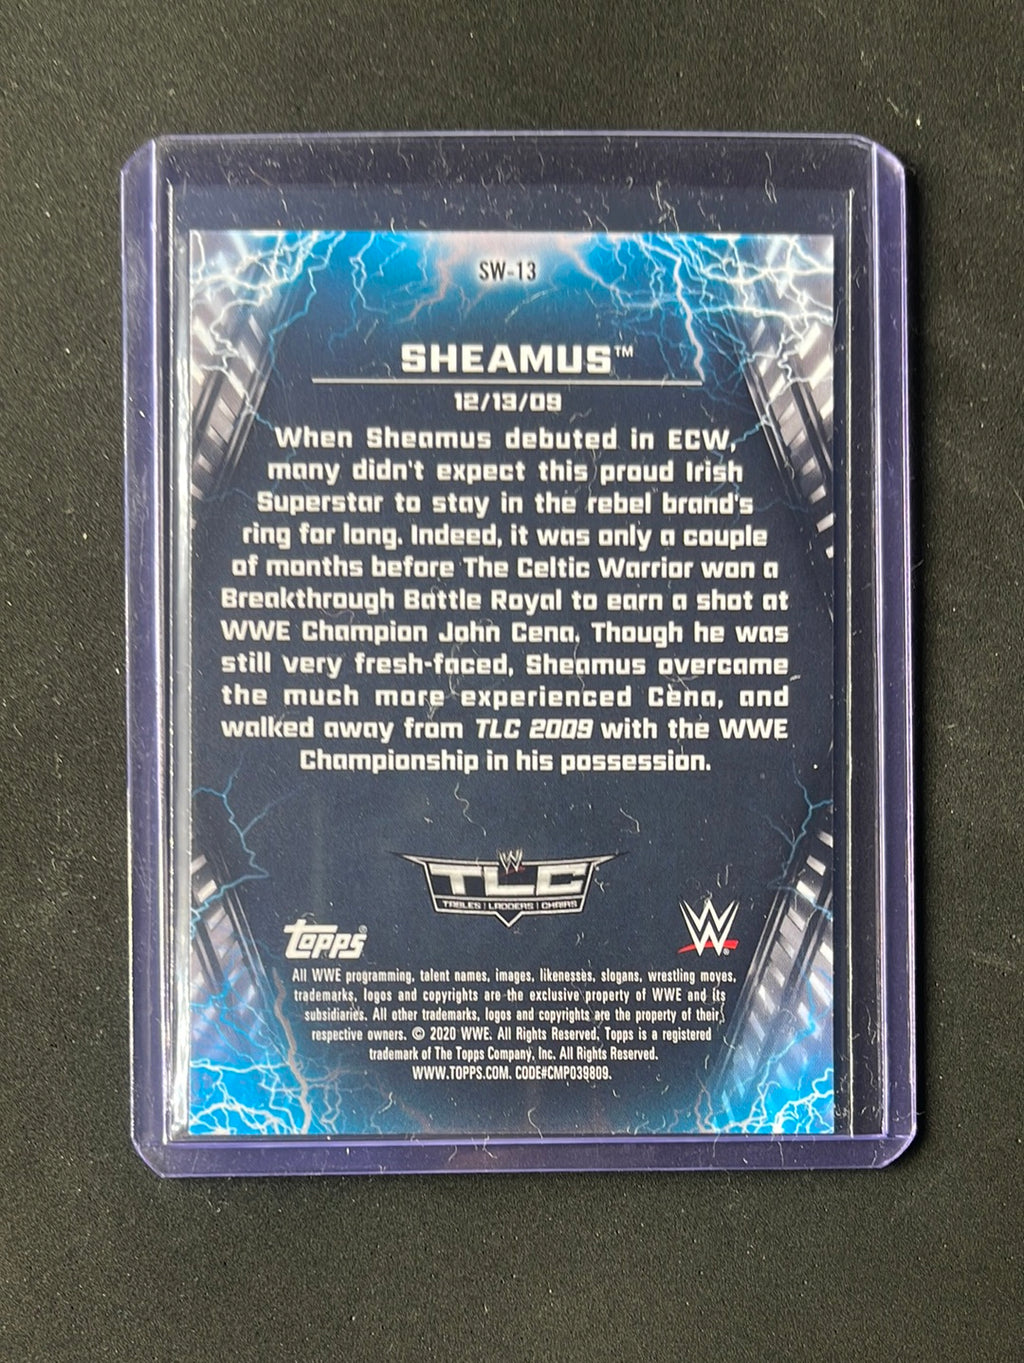 SW-13
SHEAMUS™
12/13/09
When Sheamus debuted in ECW,
many didn't expect this proud Irish
Superstar to stay in the rebel brand's
ring for long. Indeed, it was only a couple
of months before The Celtic Warrior won a
Breakthrough Battle Royal to earn a shot at
WWE Champion John Cena. Though he was
still very fresh-faced, Sheamus overcame
the much more experienced Cena, and
walked away from TLC 2009 with the WWE
Championship in his possession.
W
TLC
TABLES | LADDERS | CHAIRS
TOPPS®
W®
All WWE programming, talent names, images, likenesses, slogans, wrestling moves,
trademarks, logos and copyrights are the exclusive property of WWE and its
subsidiaries. All other trademarks, logos and copyrights are the property of their
respective owners. © 2020 WWE. All Rights Reserved. Topps is a registered
trademark of The Topps Company, Inc. All Rights Reserved.
WWW.TOPPS.COM. CODE#CMP039809.